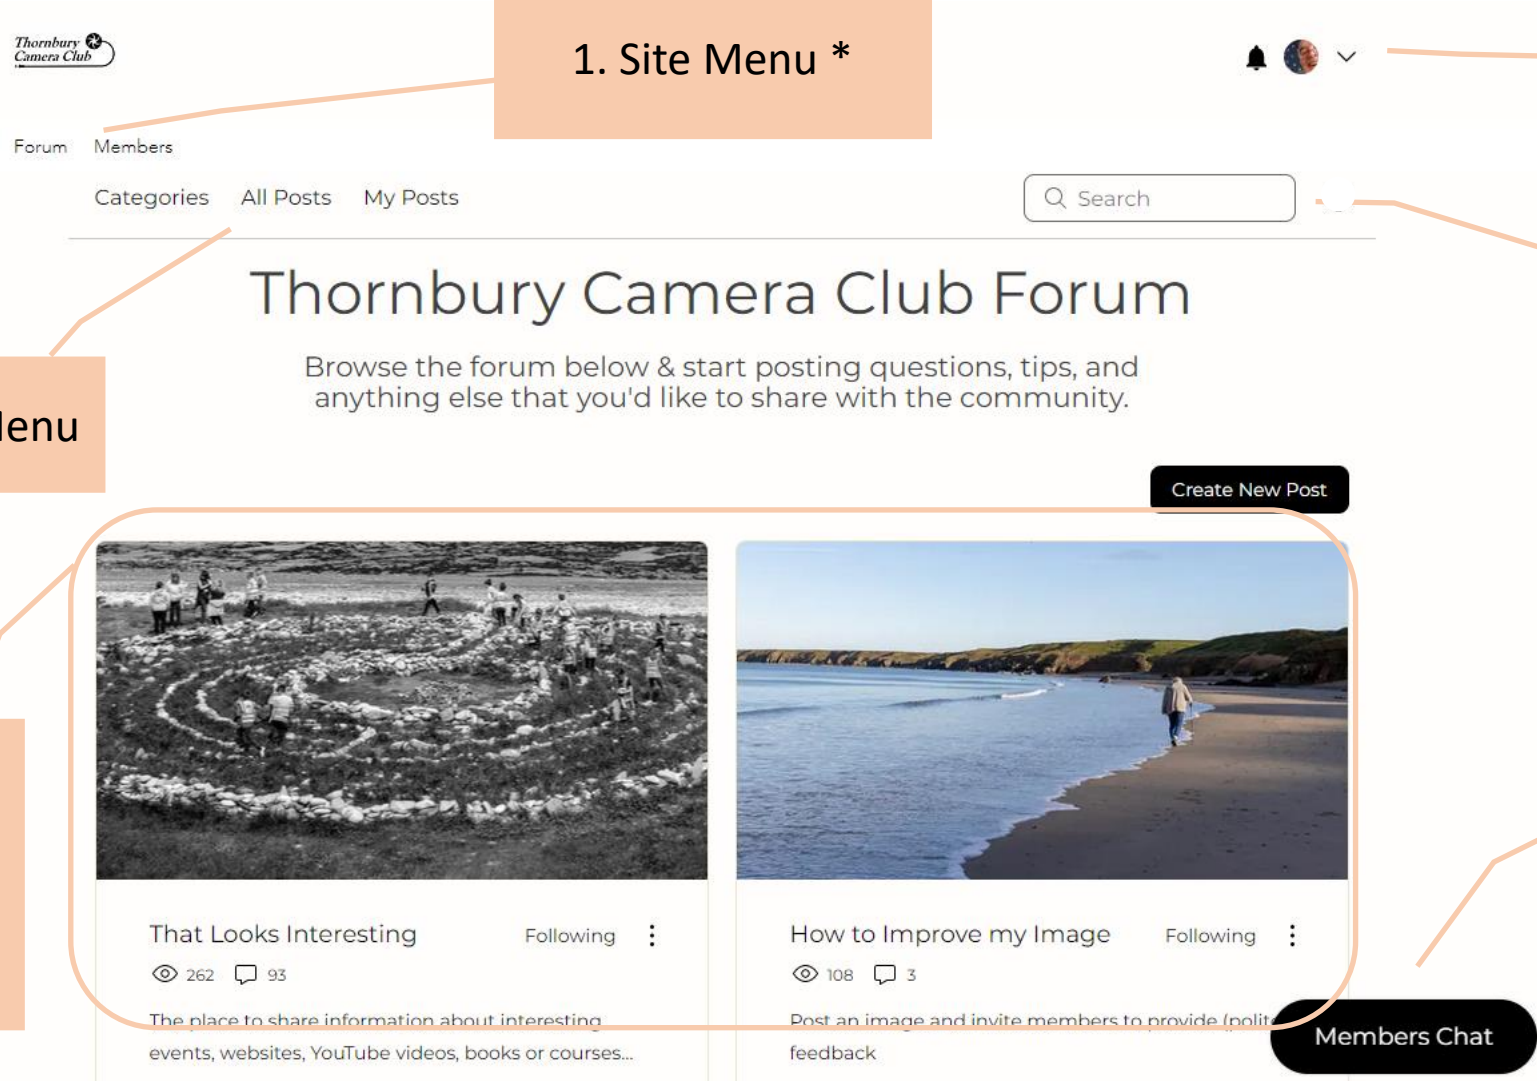 Thornbury
Camera Club
1. Site Menu *
Forum Members
Categories All Posts My Posts
Search
Thornbury Camera Club Forum
Browse the forum below & start posting questions, tips, and
anything else that you'd like to share with the community.
Create New Post
That Looks Interesting Following
262 93
The place to share information about interesting
events, websites, YouTube videos, books or courses...
How to Improve my Image Following
108 3
Post an image and invite members to provide (polite
feedback
Members Chat